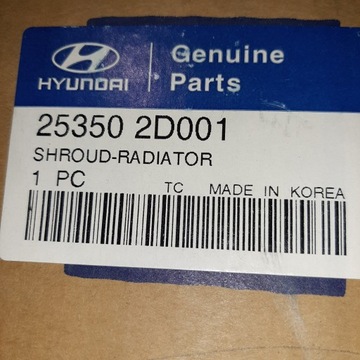 HYUNDAI
Genuine
Parts
25350 2D001
SHROUD-RADIATOR
1 PC
TC MADE IN KOREA